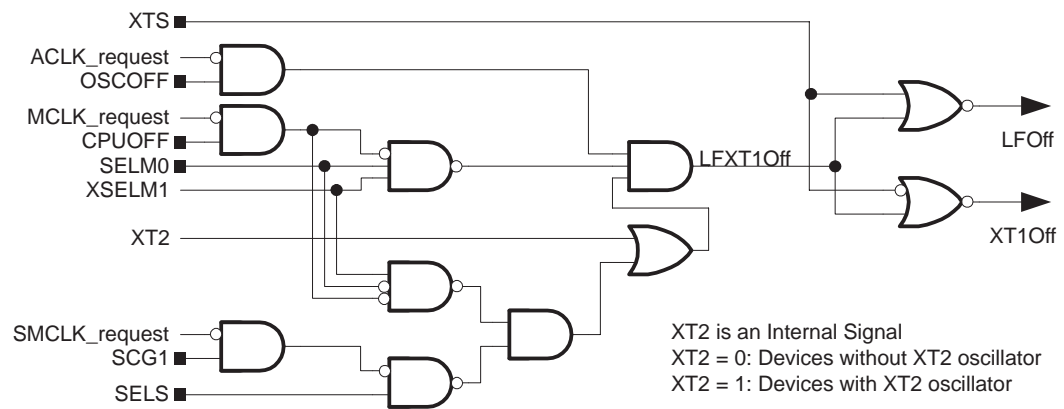 XTS
ACLK_request
OSCOFF
MCLK_request
CPUOFF
SELM0
XSELM1
XT2
SMCLK_request
SCG1
SELS
LFXT1Off
LFOff
XT1Off
XT2 is an Internal Signal
XT2 = 0: Devices without XT2 oscillator
XT2 = 1: Devices with XT2 oscillator